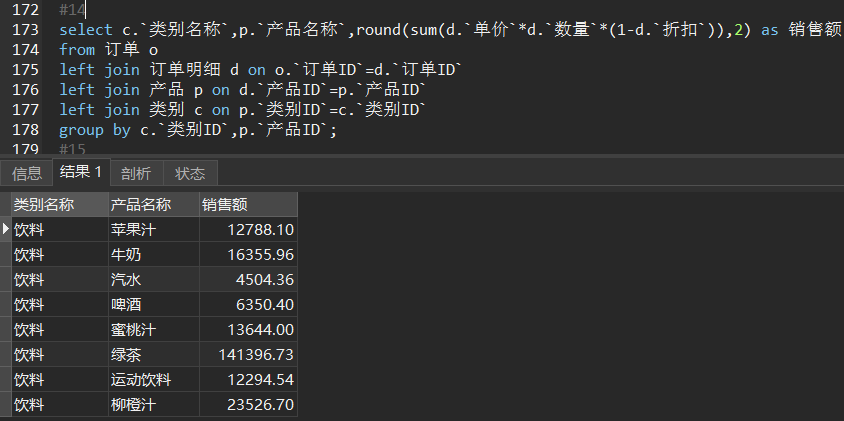 172 #14
173 select c.`类别名称`,p.`产品名称`,round(sum(d.`单价`*d.`数量`*(1-d.`折扣`)),2) as 销售额
174 from 订单 o
175 left join 订单明细 d on o.`订单ID`=d.`订单ID`
176 left join 产品 p on d.`产品ID`=p.`产品ID`
177 left join 类别 c on p.`类别ID`=c.`类别ID`
178 group by c.`类别ID`,p.`产品ID`;
179 #15
信息 结果 1 剖析 状态
类别名称 产品名称 销售额
饮料 苹果汁 12788.10
饮料 牛奶 16355.96
饮料 汽水 4504.36
饮料 啤酒 6350.40
饮料 蜜桃汁 13644.00
饮料 绿茶 141396.73
饮料 运动饮料 12294.54
饮料 柳橙汁 23526.70